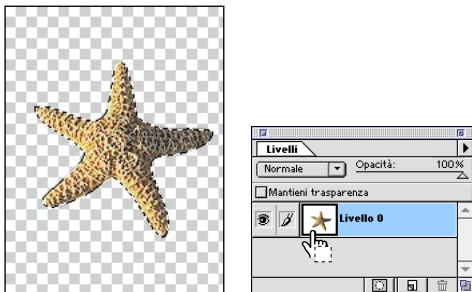 Livelli
Normale Opacità: 100%
Mantieni trasparenza
Livello 0